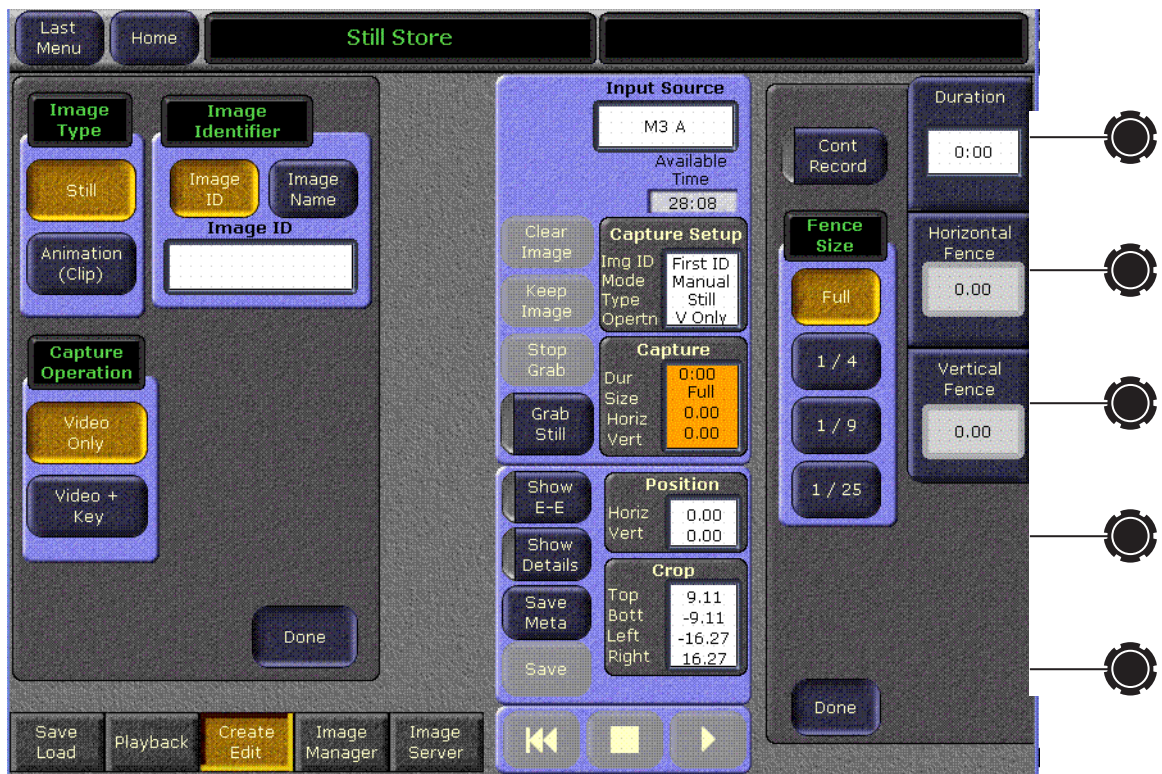 Last
Menu
Home
Still Store
Image
Type
Still
Animation
(Clip)
Image
Identifier
Image
ID
Image
Name
Image ID
Capture
Operation
Video
Only
Video +
Key
Done
Input Source
M3 A
Available
Time
28:08
Clear
Image
Keep
Image
Stop
Grab
Grab
Still
Capture Setup
Img ID First ID
Mode Manual
Type Still
Opertn V Only
Capture
Dur 0:00
Size Full
Horiz 0.00
Vert 0.00
Show
E-E
Show
Details
Save
Meta
Save
Position
Horiz 0.00
Vert 0.00
Crop
Top 9.11
Bott -9.11
Left -16.27
Right 16.27
Cont
Record
Fence
Size
Full
1 / 4
1 / 9
1 / 25
Done
Duration
0:00
Horizontal
Fence
0.00
Vertical
Fence
0.00
Save
Load
Playback
Create
Edit
Image
Manager
Image
Server